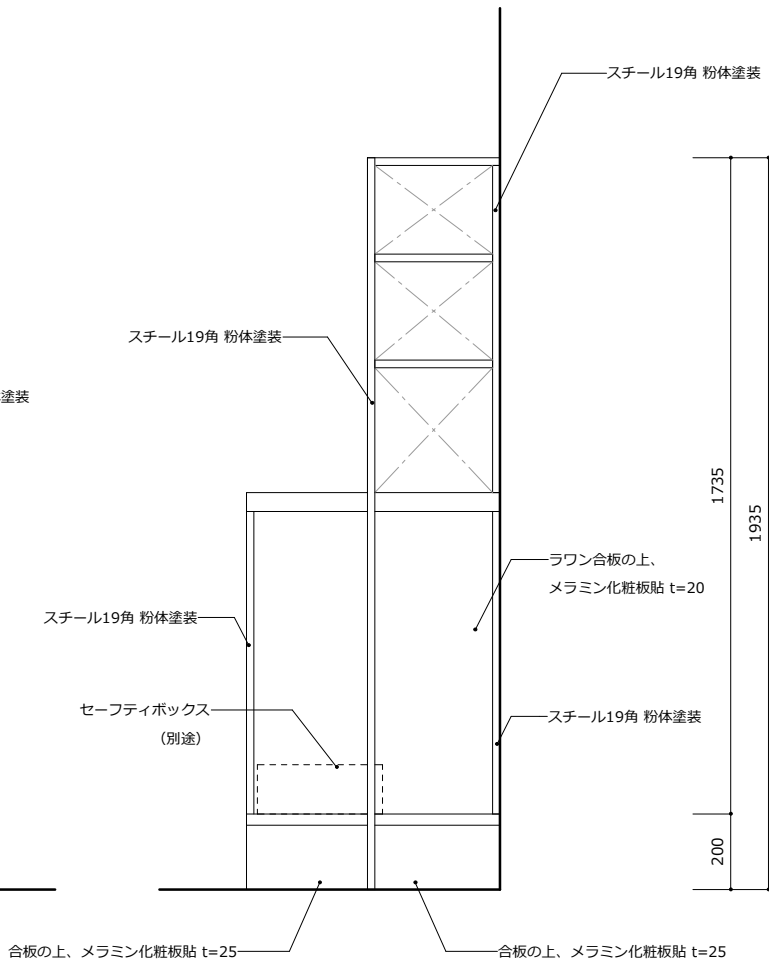 スチール19角 粉体塗装
スチール19角 粉体塗装
塗装
1735
1935
ラワン合板の上、
メラミン化粧板貼 t=20
スチール19角 粉体塗装
セーフティボックス
（別途）
スチール19角 粉体塗装
200
合板の上、メラミン化粧板貼 t=25
合板の上、メラミン化粧板貼 t=25